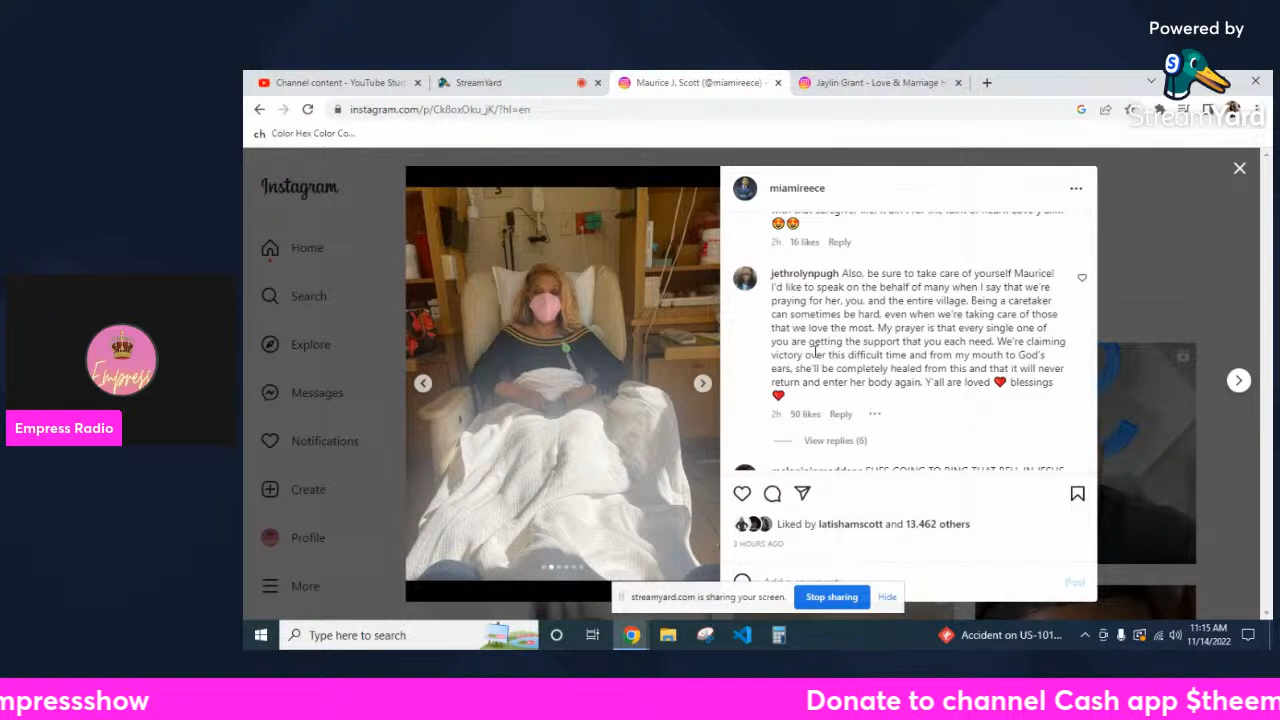 Powered by
StreamYard
Channel content - YouTube Stud
StreamYard
Maurice J. Scott (@miamireece) -
Jaylin Grant - Love & Marriage H
instagram.com/p/Ck8oxOku_jK/?hl=en
ch Color Hex Color Co...
Instagram
Home
Search
Explore
Messages
Notifications
Create
Profile
More
miamireece
2h 16 likes Reply
jethrolynpugh Also, be sure to take care of yourself Maurice!
I'd like to speak on the behalf of many when I say that we're
praying for her, you, and the entire village. Being a caretaker
can sometimes be hard, even when we're taking care of those
that we love the most. My prayer is that every single one of
you are getting the support that you each need. We're claiming
victory over this difficult time and from my mouth to God's
ears, she'll be completely healed from this and that it will never
return and enter her body again. Y'all are loved ❤️ blessings
❤️
2h 50 likes Reply
View replies (6)
Liked by latishamscott and 13.462 others
3 HOURS AGO
Post
streamyard.com is sharing your screen.
Stop sharing
Hide
Type here to search
Accident on US-101...
11:15 AM
11/14/2022
Empress
Empress Radio
mpressshow
Donate to channel Cash app $theem